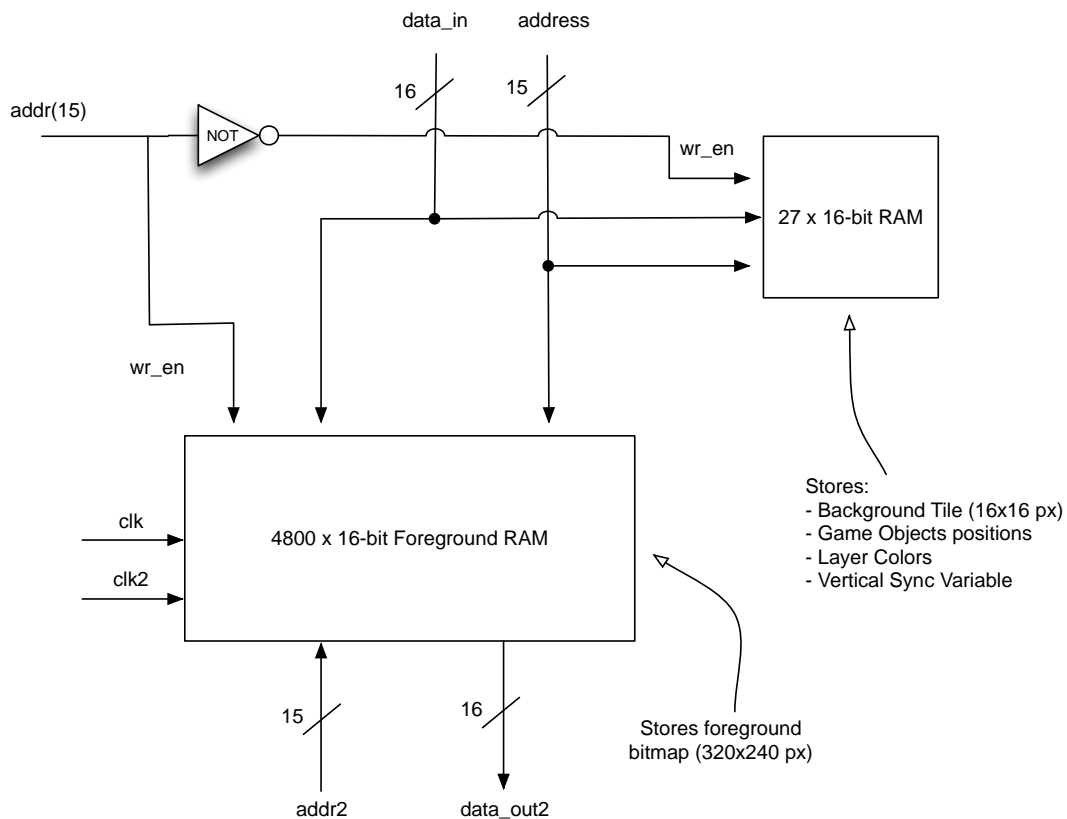 data_in
address
16
15
addr(15)
NOT
wr_en
27 x 16-bit RAM
wr_en
Stores:
- Background Tile (16x16 px)
- Game Objects positions
- Layer Colors
- Vertical Sync Variable
clk
4800 x 16-bit Foreground RAM
clk2
15
16
Stores foreground
bitmap (320x240 px)
addr2
data_out2